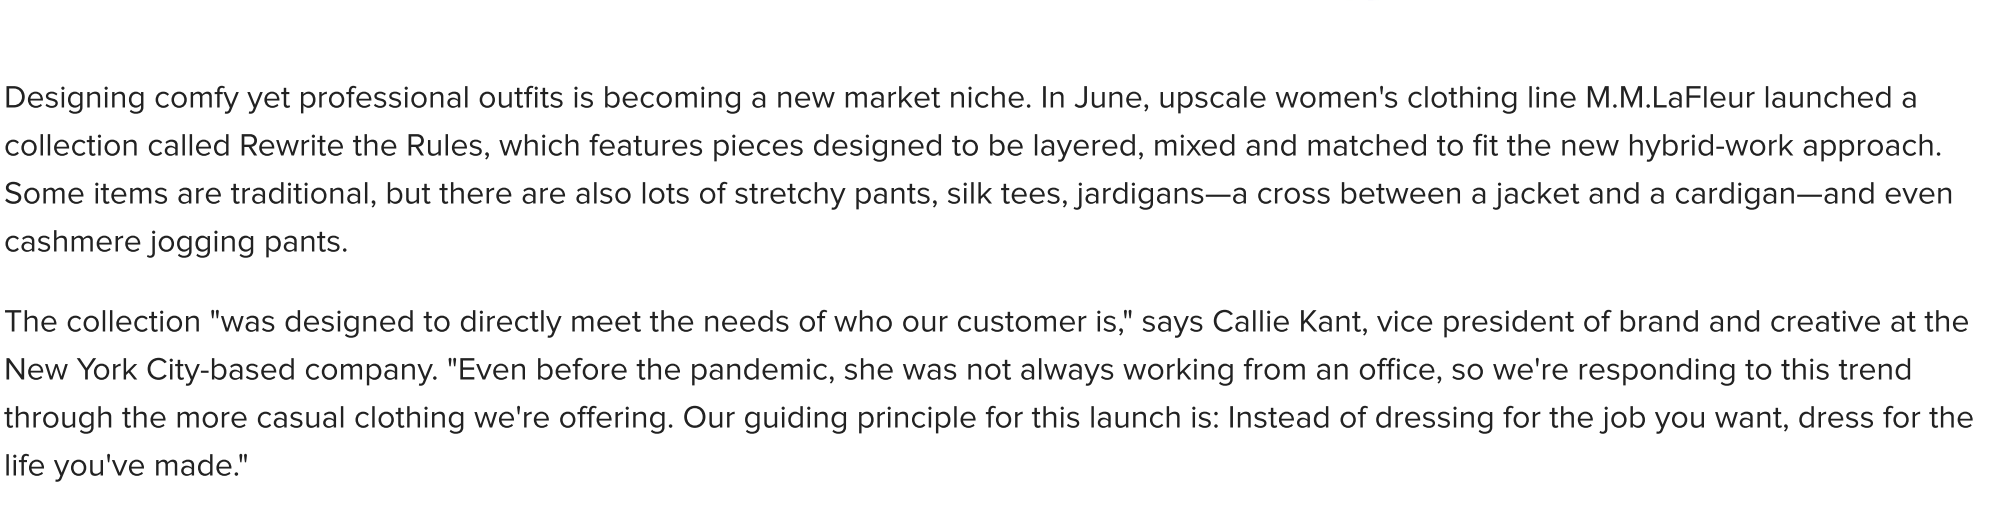 Designing comfy yet professional outfits is becoming a new market niche. In June, upscale women's clothing line M.M.LaFleur launched a
collection called Rewrite the Rules, which features pieces designed to be layered, mixed and matched to fit the new hybrid-work approach.
Some items are traditional, but there are also lots of stretchy pants, silk tees, jardigans—a cross between a jacket and a cardigan—and even
cashmere jogging pants.
The collection "was designed to directly meet the needs of who our customer is," says Callie Kant, vice president of brand and creative at the
New York City-based company. "Even before the pandemic, she was not always working from an office, so we're responding to this trend
through the more casual clothing we're offering. Our guiding principle for this launch is: Instead of dressing for the job you want, dress for the
life you've made."